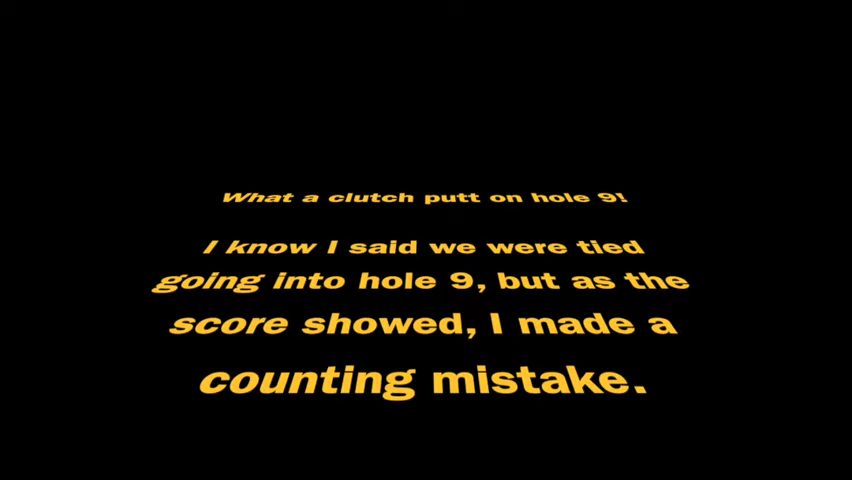 What a clutch putt on hole 9!
I know I said we were tied
going into hole 9, but as the
score showed, I made a
counting mistake.